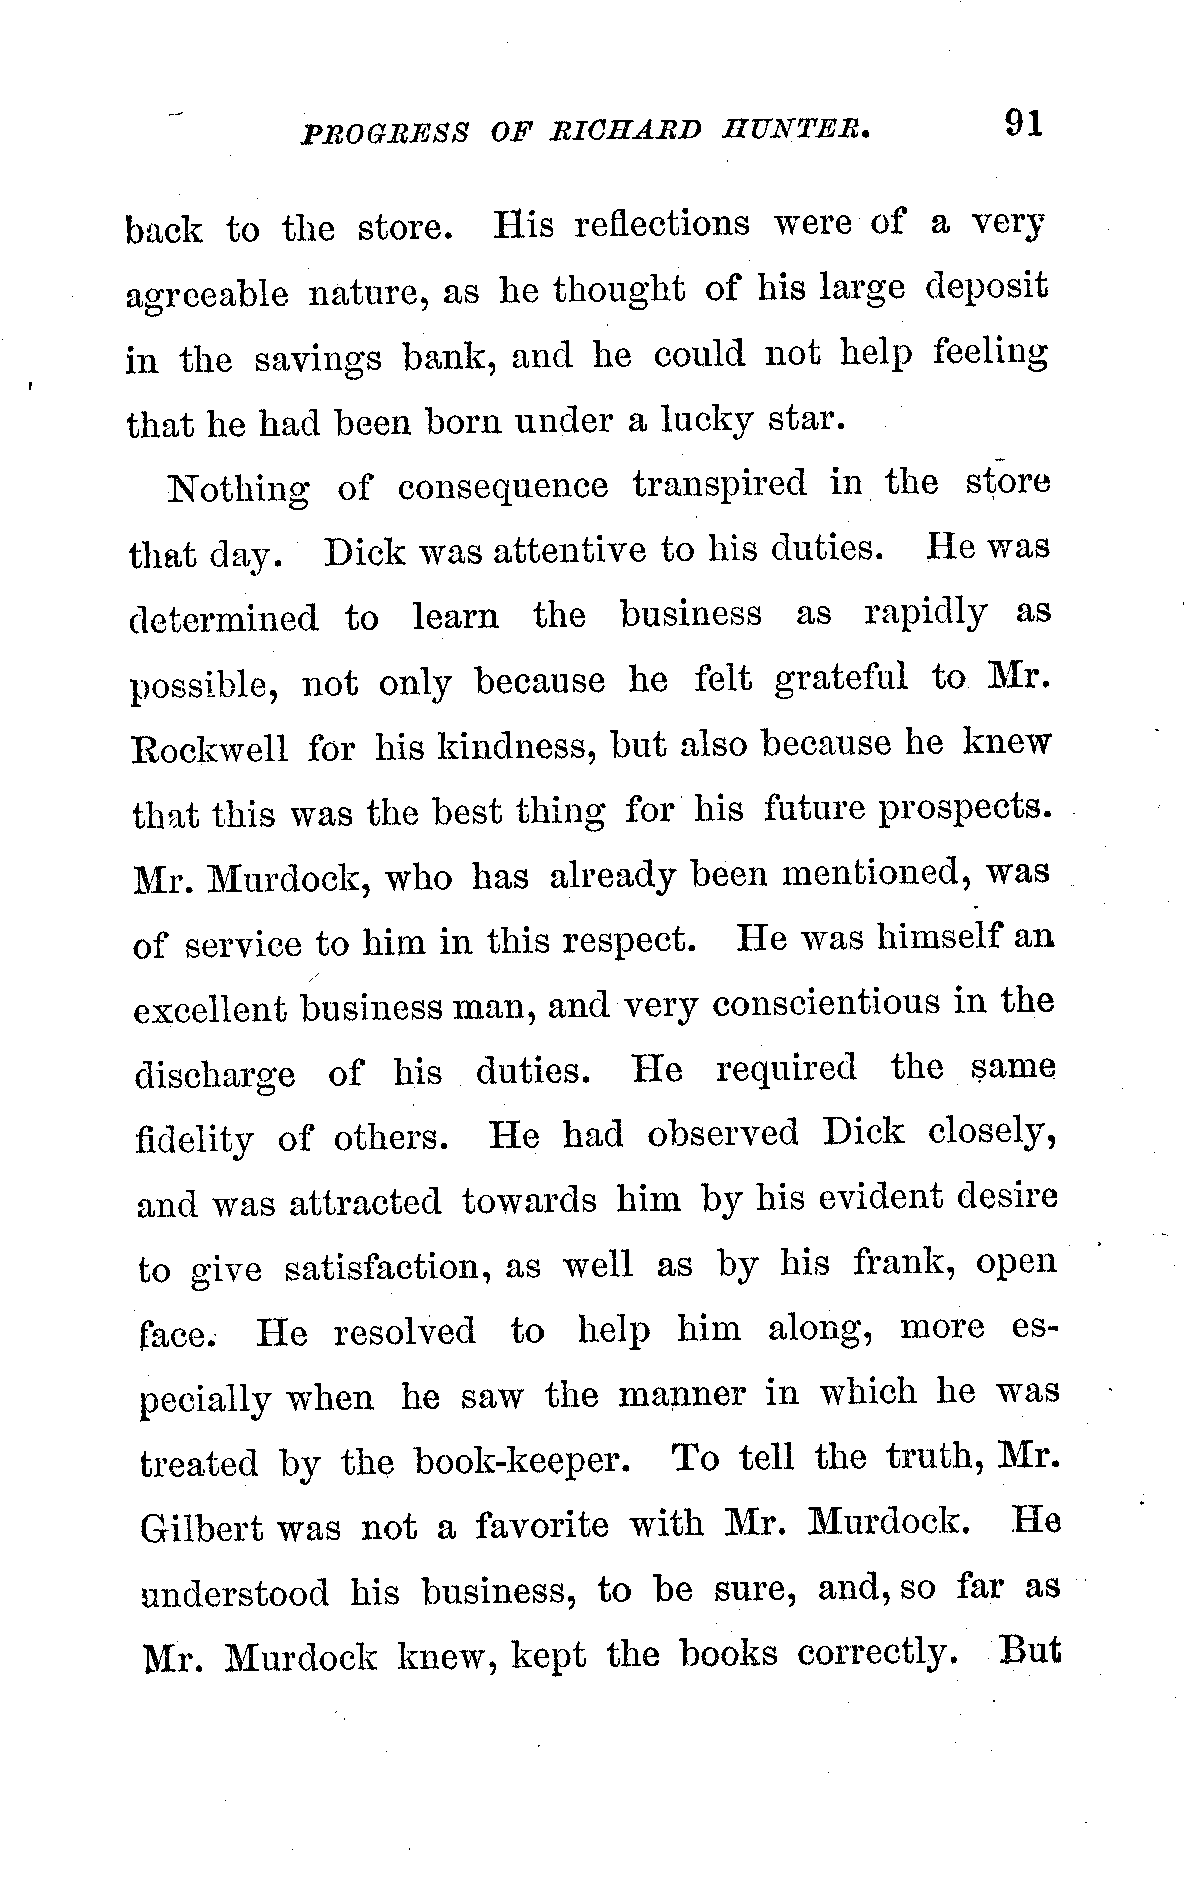 PROGRESS OF RICHARD HUNTER. 91
back to the store. His reflections were of a very
agreeable nature, as he thought of his large deposit
in the savings bank, and he could not help feeling
that he had been born under a lucky star.
Nothing of consequence transpired in the store
that day. Dick was attentive to his duties. He was
determined to learn the business as rapidly as
possible, not only because he felt grateful to Mr.
Rockwell for his kindness, but also because he knew
that this was the best thing for his future prospects.
Mr. Murdock, who has already been mentioned, was
of service to him in this respect. He was himself an
excellent business man, and very conscientious in the
discharge of his duties. He required the same
fidelity of others. He had observed Dick closely,
and was attracted towards him by his evident desire
to give satisfaction, as well as by his frank, open
face. He resolved to help him along, more es-
pecially when he saw the manner in which he was
treated by the book-keeper. To tell the truth, Mr.
Gilbert was not a favorite with Mr. Murdock. He
understood his business, to be sure, and, so far as
Mr. Murdock knew, kept the books correctly. But